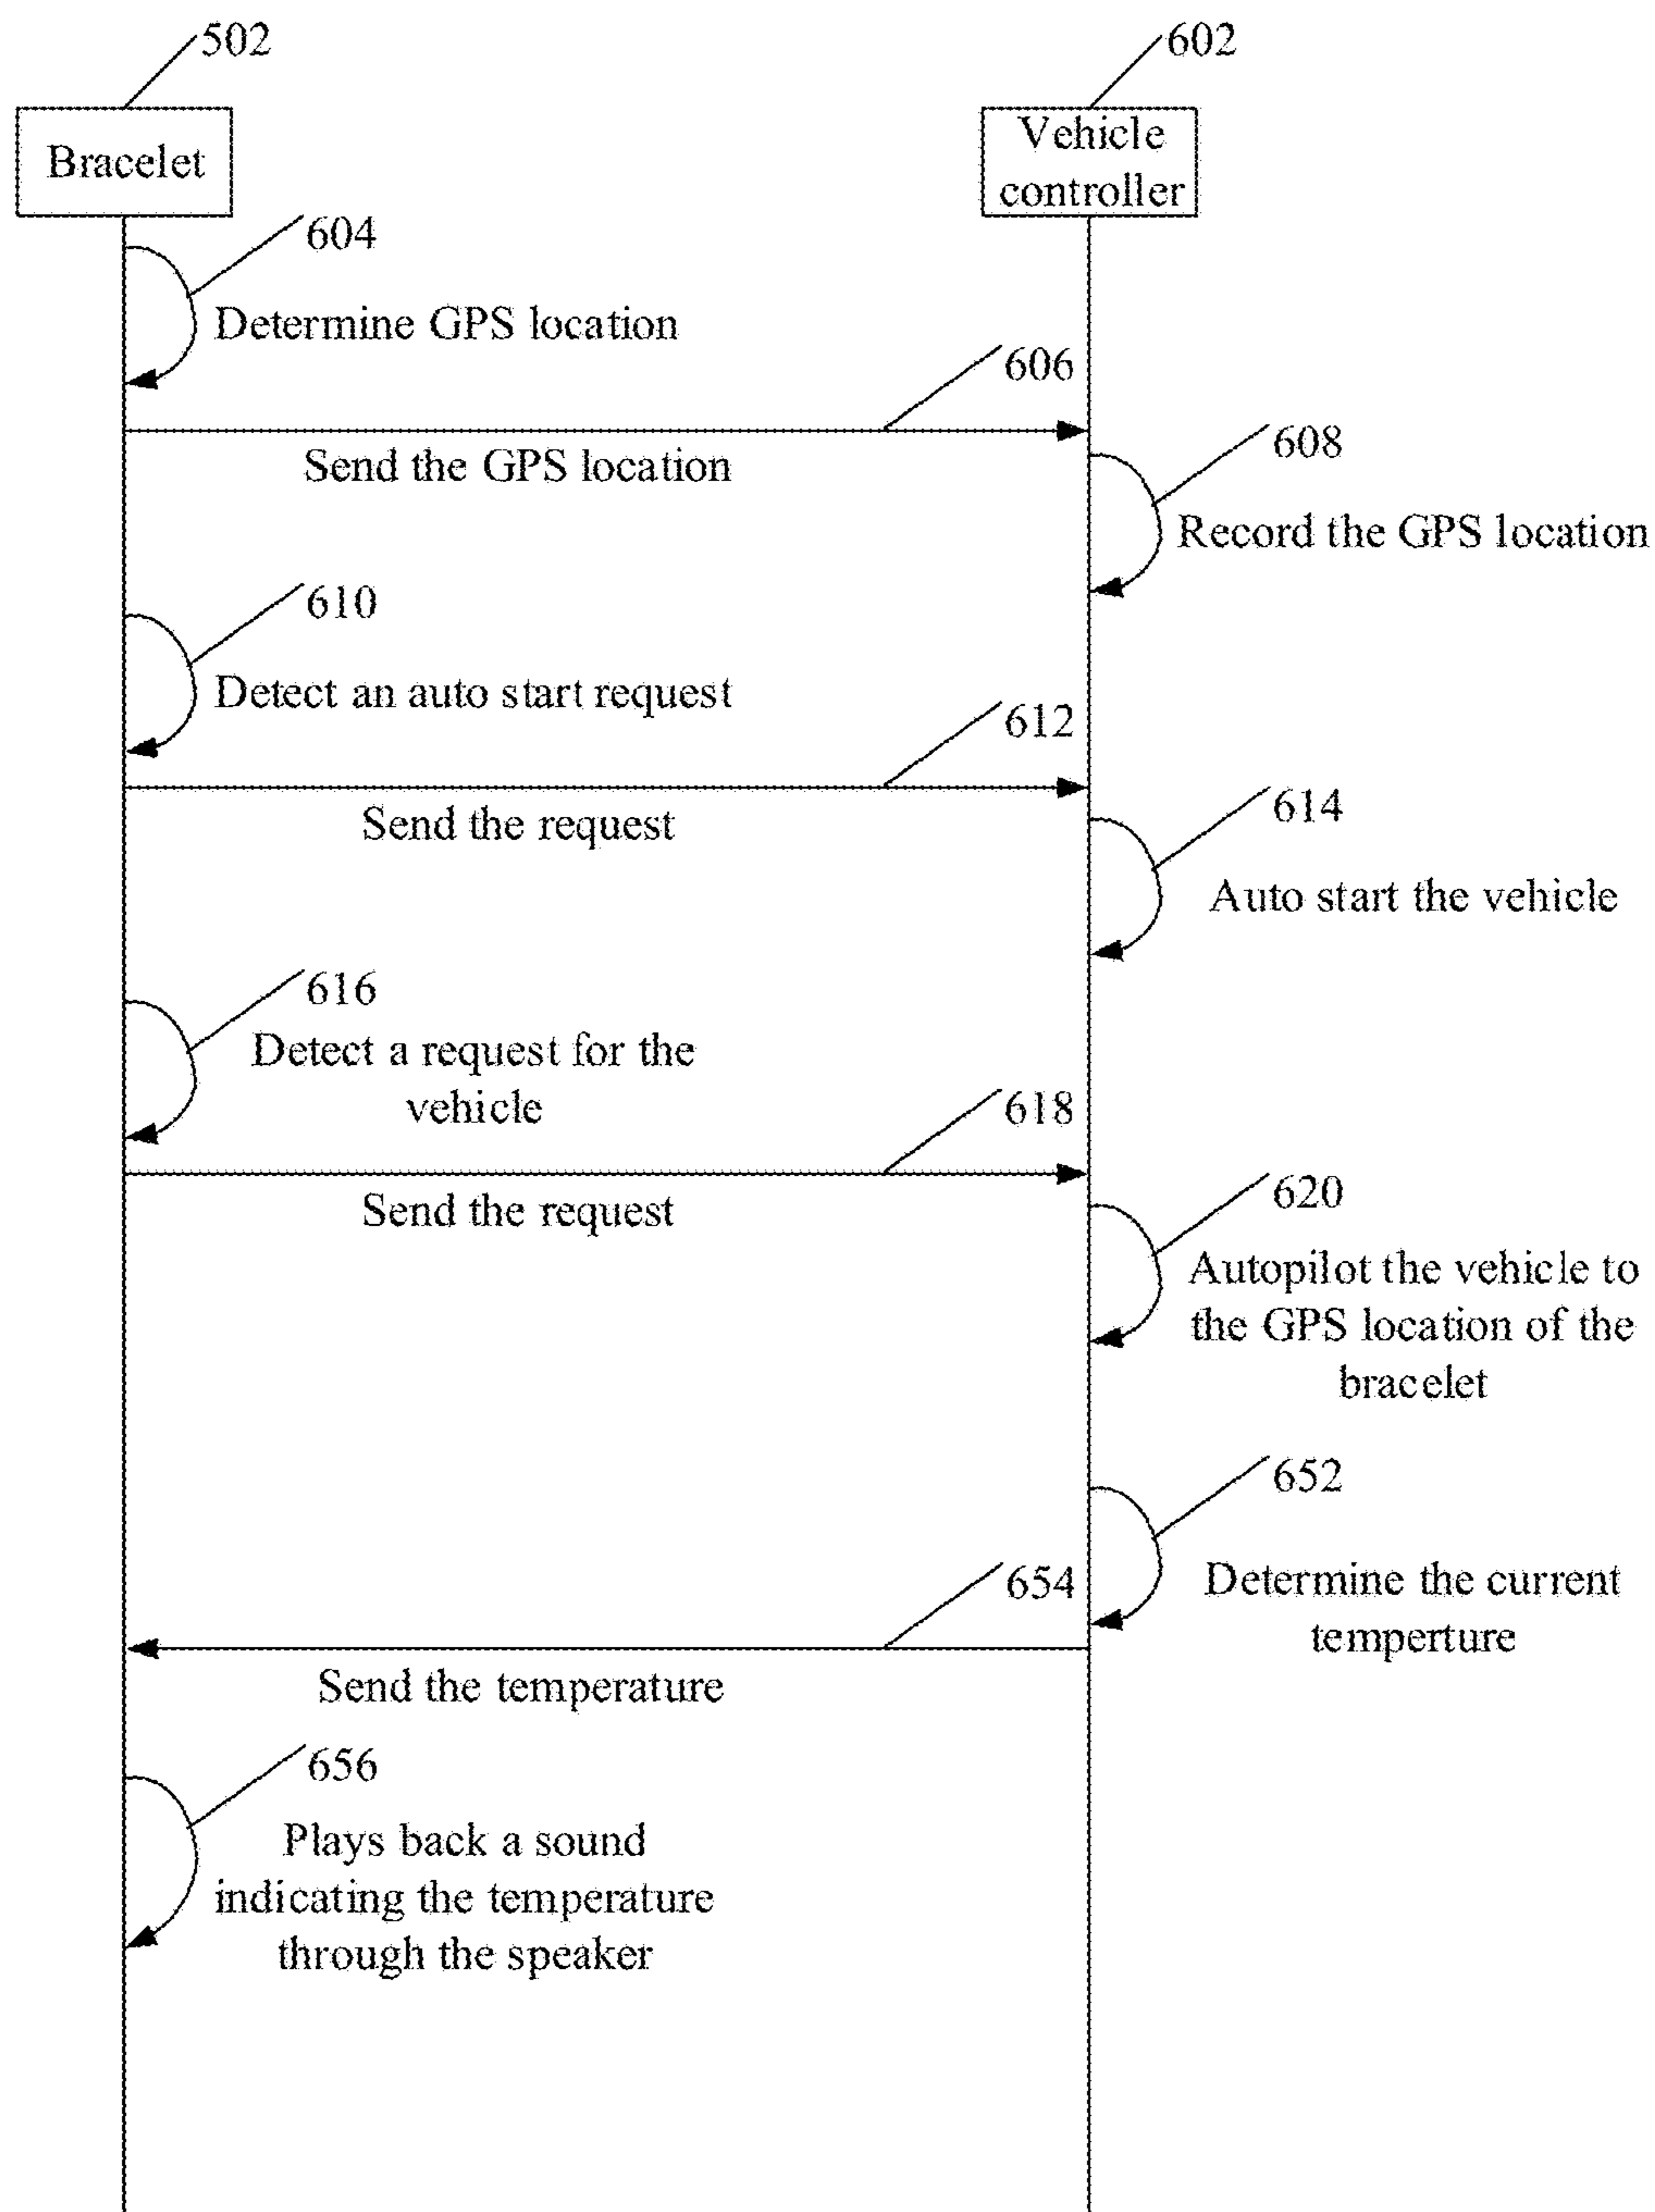 502
602
Bracelet
Vehicle
controller
604
Determine GPS location
606
Send the GPS location
608
Record the GPS location
610
Detect an auto start request
612
Send the request
614
Auto start the vehicle
616
Detect a request for the
vehicle
618
Send the request
620
Autopilot the vehicle to
the GPS location of the
bracelet
652
Determine the current
temperture
654
Send the temperature
656
Plays back a sound
indicating the temperature
through the speaker